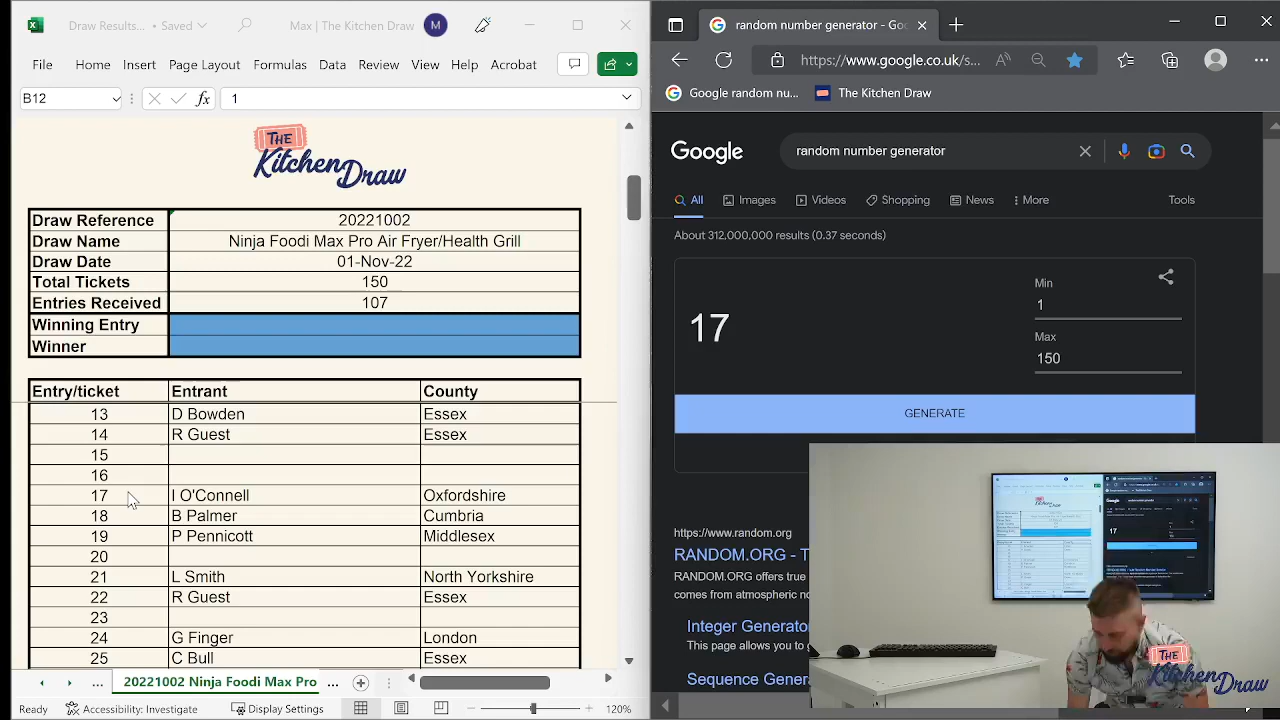 Draw Results... • Saved
Max | The Kitchen Draw
M
File Home Insert Page Layout Formulas Data Review View Help Acrobat
B12
fx
1
THE
Kitchen Draw
Draw Reference 20221002
Draw Name Ninja Foodi Max Pro Air Fryer/Health Grill
Draw Date 01-Nov-22
Total Tickets 150
Entries Received 107
Winning Entry
Winner
Entry/ticket Entrant County
13 D Bowden Essex
14 R Guest Essex
15
16
17 I O'Connell Oxfordshire
18 B Palmer Cumbria
19 P Pennicott Middlesex
20
21 L Smith North Yorkshire
22 R Guest Essex
23
24 G Finger London
25 C Bull Essex
... 20221002 Ninja Foodi Max Pro ...
Ready Accessibility: Investigate Display Settings 120%
random number generator - Goo
https://www.google.co.uk/s...
Google random nu... The Kitchen Draw
Google
random number generator
All Images Videos Shopping News More Tools
About 312,000,000 results (0.37 seconds)
17
Min
1
Max
150
GENERATE
https://www.random.org
RANDOM.ORG - T
RANDOM.ORG offers true
comes from atmospheric no
Integer Generato
This page allows you to g
Sequence Genera
THE
Kitchen Draw